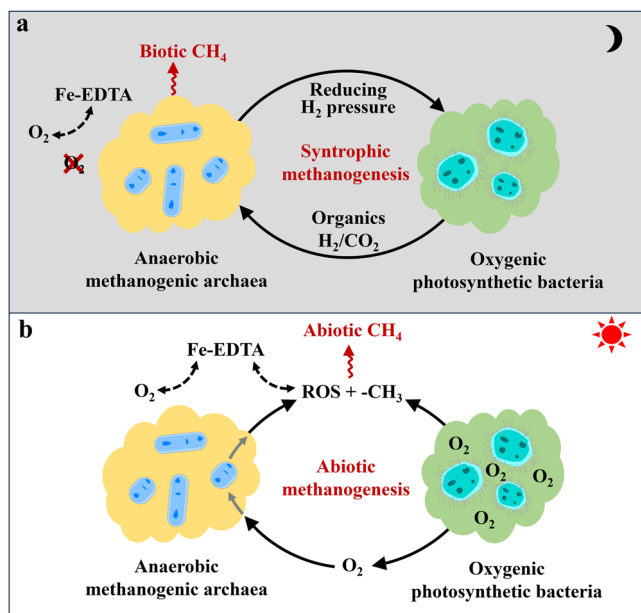 a
Biotic CH₄
Fe-EDTA
O₂
O₂
Reducing
H₂ pressure
Syntrophic
methanogenesis
Organics
H₂/CO₂
Anaerobic
methanogenic archaea
Oxygenic
photosynthetic bacteria
b
Abiotic CH₄
Fe-EDTA
O₂
ROS + -CH₃
O₂
O₂
O₂
O₂
Abiotic
methanogenesis
O₂
Anaerobic
methanogenic archaea
Oxygenic
photosynthetic bacteria